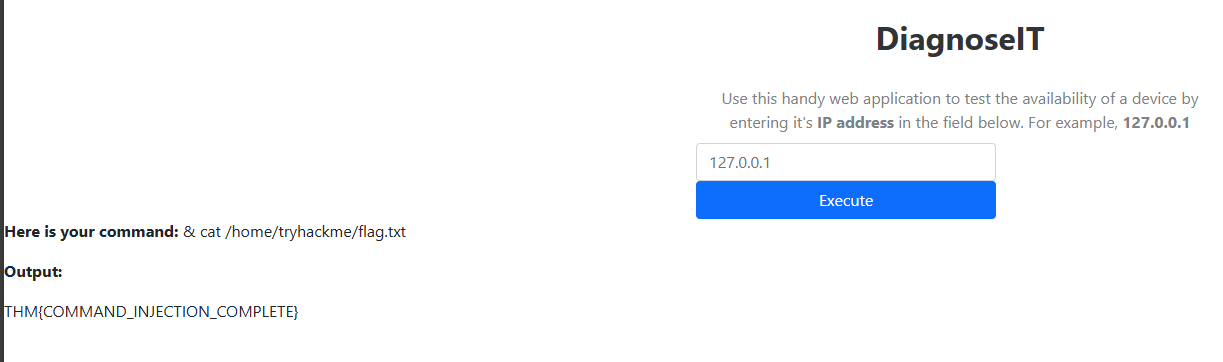 DiagnoseIT
Use this handy web application to test the availability of a device by
entering it's IP address in the field below. For example, 127.0.0.1
127.0.0.1
Execute
Here is your command: & cat /home/tryhackme/flag.txt
Output:
THM{COMMAND_INJECTION_COMPLETE}